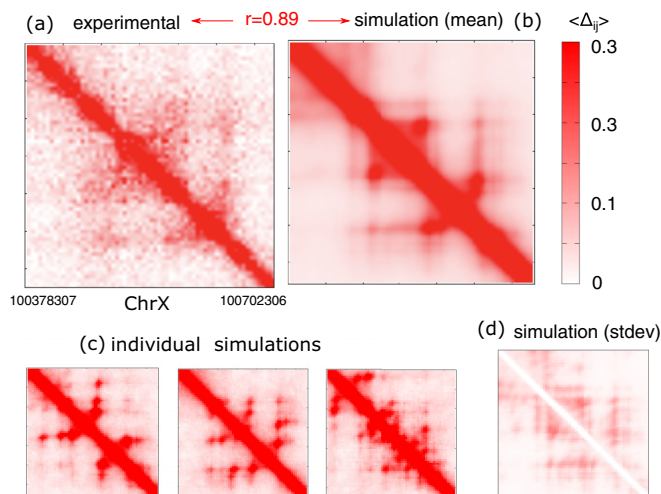 (a) experimental r=0.89 simulation (mean) (b) <Δij>
0.3
0.3
0.1
0
100378307 ChrX 100702306
(c) individual simulations
(d) simulation (stdev)